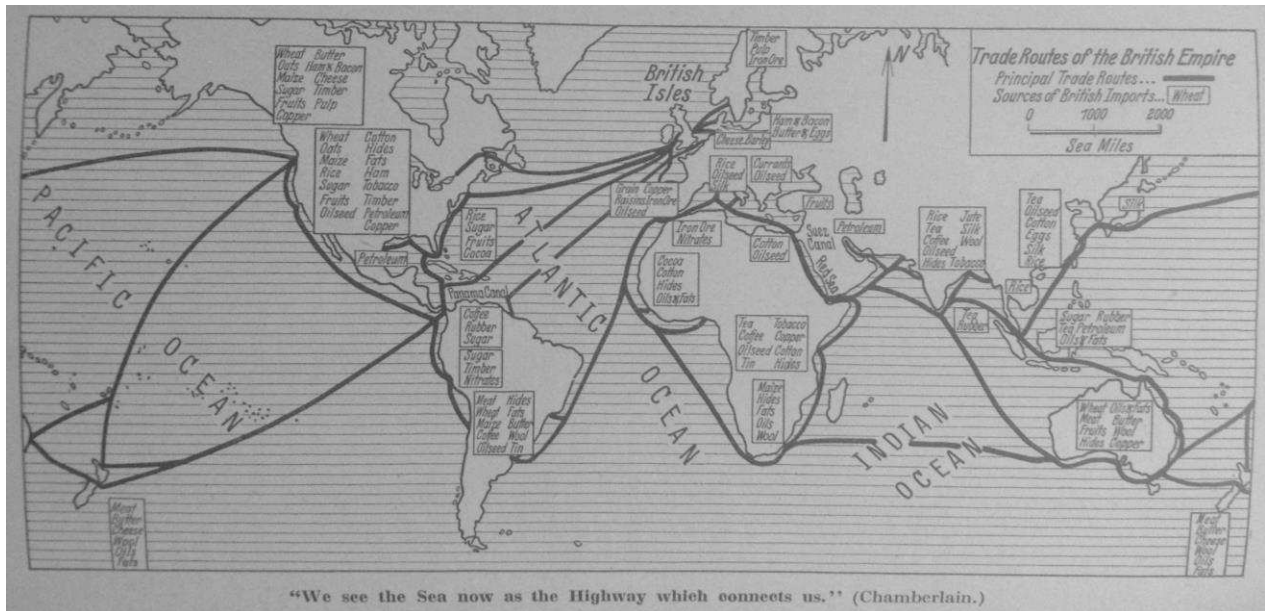 Trade Routes of the British Empire
Principal Trade Routes...
Sources of British Imports... Wheat
0 1000 2000
Sea Miles
N
British
Isles
Timber
Pulp
Iron Ore
Wheat Butter
Oats Ham & Bacon
Maize Cheese
Sugar Timber
Fruits Pulp
Copper
Wheat Cotton
Oats Hides
Maize Fats
Rice Ham
Sugar Tobacco
Fruits Timber
Oilseed Petroleum
Copper
Ham & Bacon
Butter & Eggs
Cheese, Barley
Rice
Oilseed
Silk
Currants
Oilseed
Grain Copper
Raisins Iron Ore
Oilseed
Fruits
Petroleum
Iron Ore
Nitrates
Cotton
Oilseed
Suez
Canal
Red Sea
Rice Jute
Tea Silk
Coffee Wool
Oilseed
Hides Tobacco
Tea
Oilseed
Cotton
Eggs
Silk
Rice
Silk
Rice
Tea
Rubber
Sugar Rubber
Tea Petroleum
Oils & Fats
Rice
Sugar
Fruits
Cocoa
Petroleum
Panama Canal
Coffee
Rubber
Sugar
Sugar
Timber
Nitrates
Meat Hides
Wheat Fats
Maize Butter
Coffee Wool
Oilseed Tin
Cocoa
Cotton
Hides
Oils & Fats
Tea Tobacco
Coffee Copper
Oilseed Cotton
Tin Hides
Maize
Hides
Fats
Oils
Wool
Wheat Oils & Fats
Meat Butter
Fruits Wool
Hides Copper
Meat
Butter
Cheese
Wool
Oils
Fats
Meat
Butter
Cheese
Wool
Oils
Fats
PACIFIC
OCEAN
ATLANTIC
OCEAN
INDIAN
OCEAN
"We see the Sea now as the Highway which connects us." (Chamberlain.)